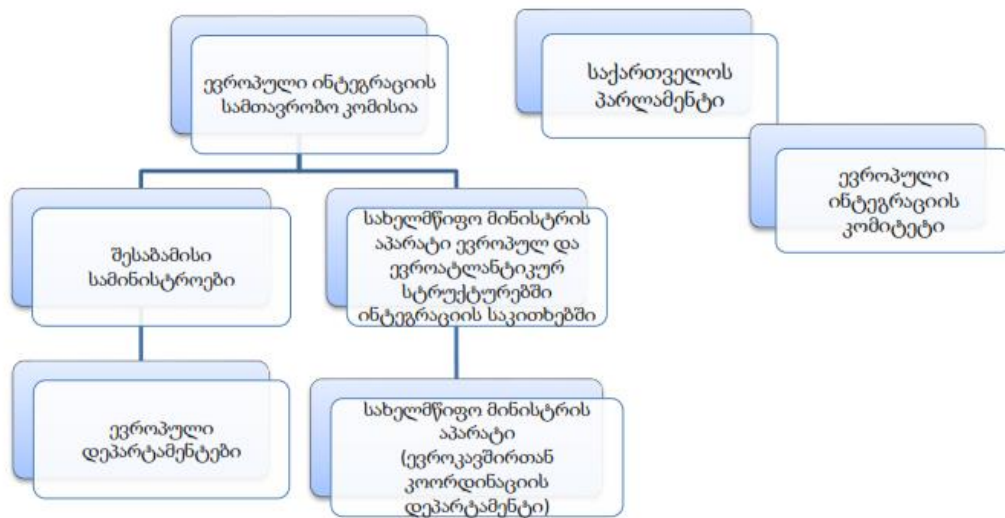 ევროპული ინტეგრაციის
სამთავრობო კომისია
საქართველოს
პარლამენტი
ევროპული
ინტეგრაციის
კომიტეტი
შესაბამისი
სამინისტროები
სახელმწიფო მინისტრის
აპარატი ევროპულ და
ევროატლანტიკურ
სტრუქტურებში
ინტეგრაციის საკითხებში
ევროპული
დეპარტამენტები
სახელმწიფო მინისტრის
აპარატი
(ევროკავშირთან
კოორდინაციის
დეპარტამენტი)